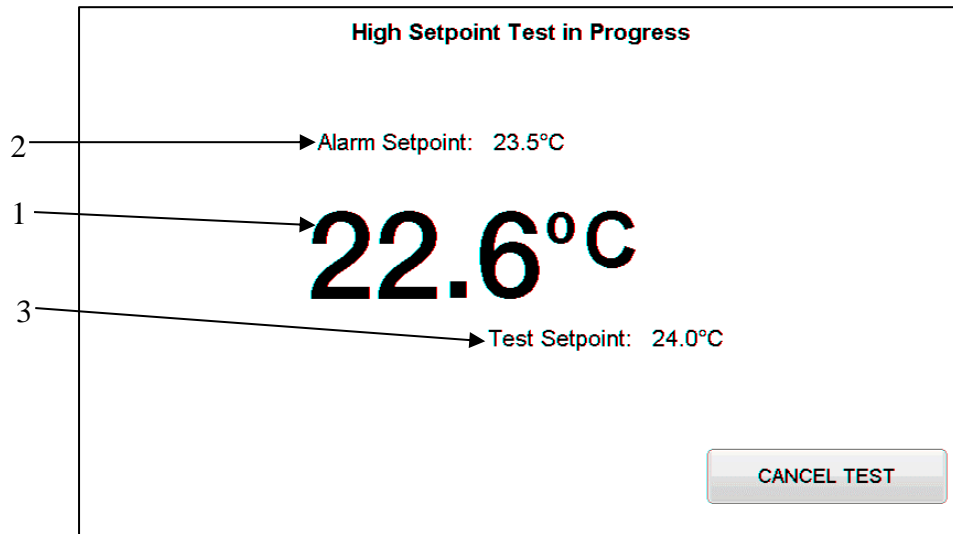 High Setpoint Test in Progress
2
Alarm Setpoint: 23.5°C
1
22.6°C
3
Test Setpoint: 24.0°C
CANCEL TEST